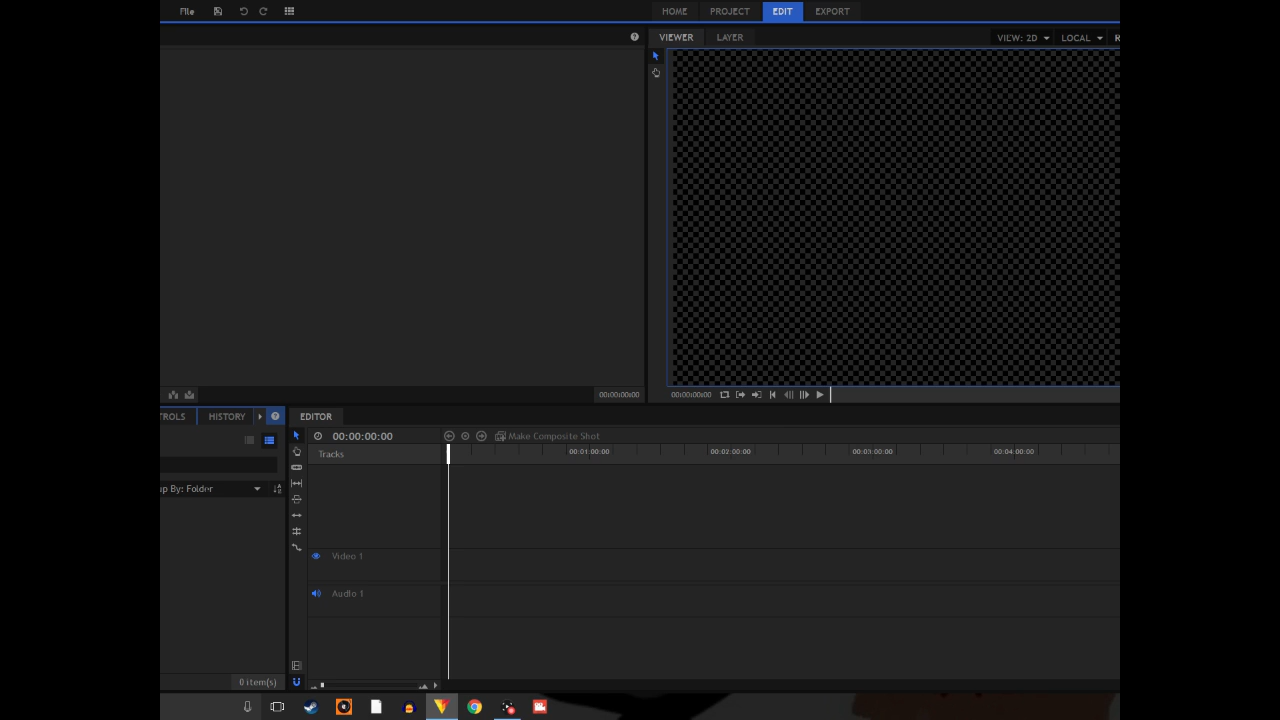 File
HOME PROJECT EDIT EXPORT
VIEWER LAYER VIEW: 2D LOCAL R
00:00:00:00
00:00:00:00
TROLS HISTORY EDITOR
00:00:00:00 Make Composite Shot
Tracks 00:01:00:00 00:02:00:00 00:03:00:00 00:04:00:00
up By: Folder
Video 1
Audio 1
0 item(s)